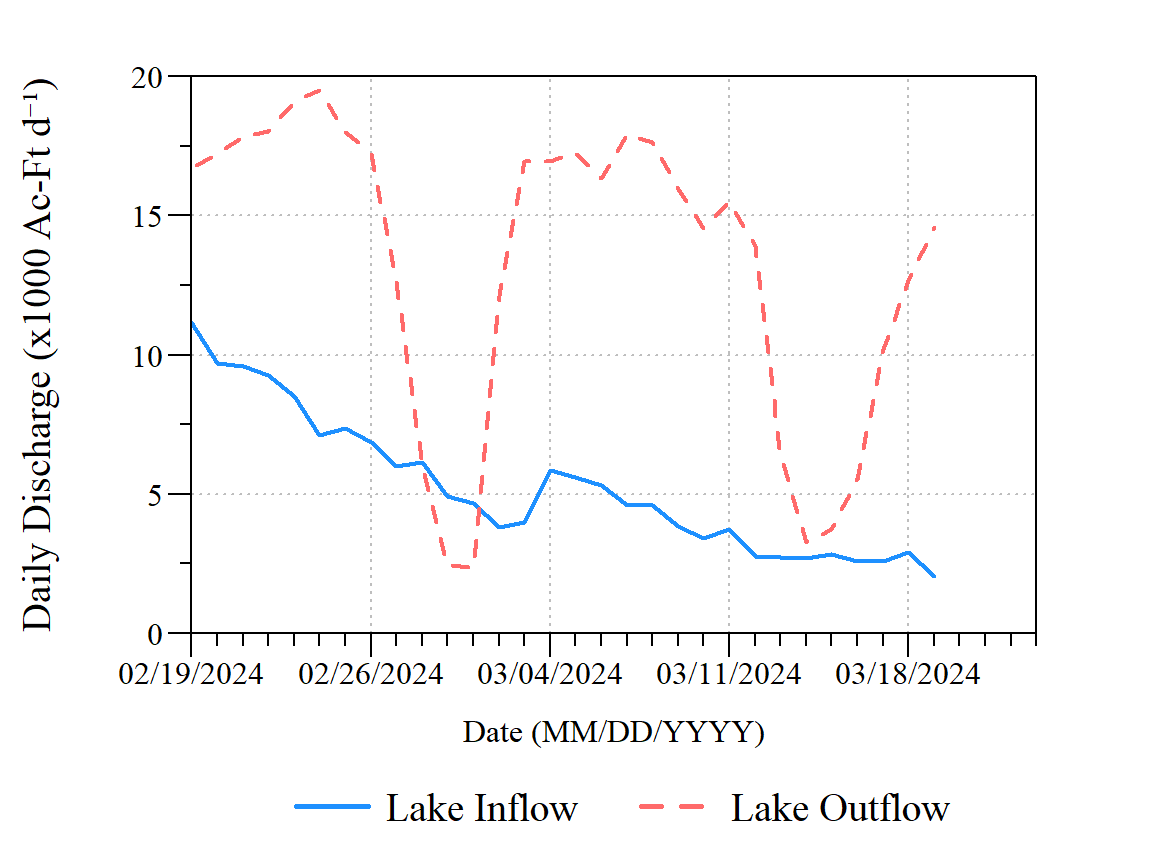 Daily Discharge (x1000 Ac-Ft d⁻¹)
20
15
10
5
0
02/19/2024 02/26/2024 03/04/2024 03/11/2024 03/18/2024
Date (MM/DD/YYYY)
Lake Inflow Lake Outflow